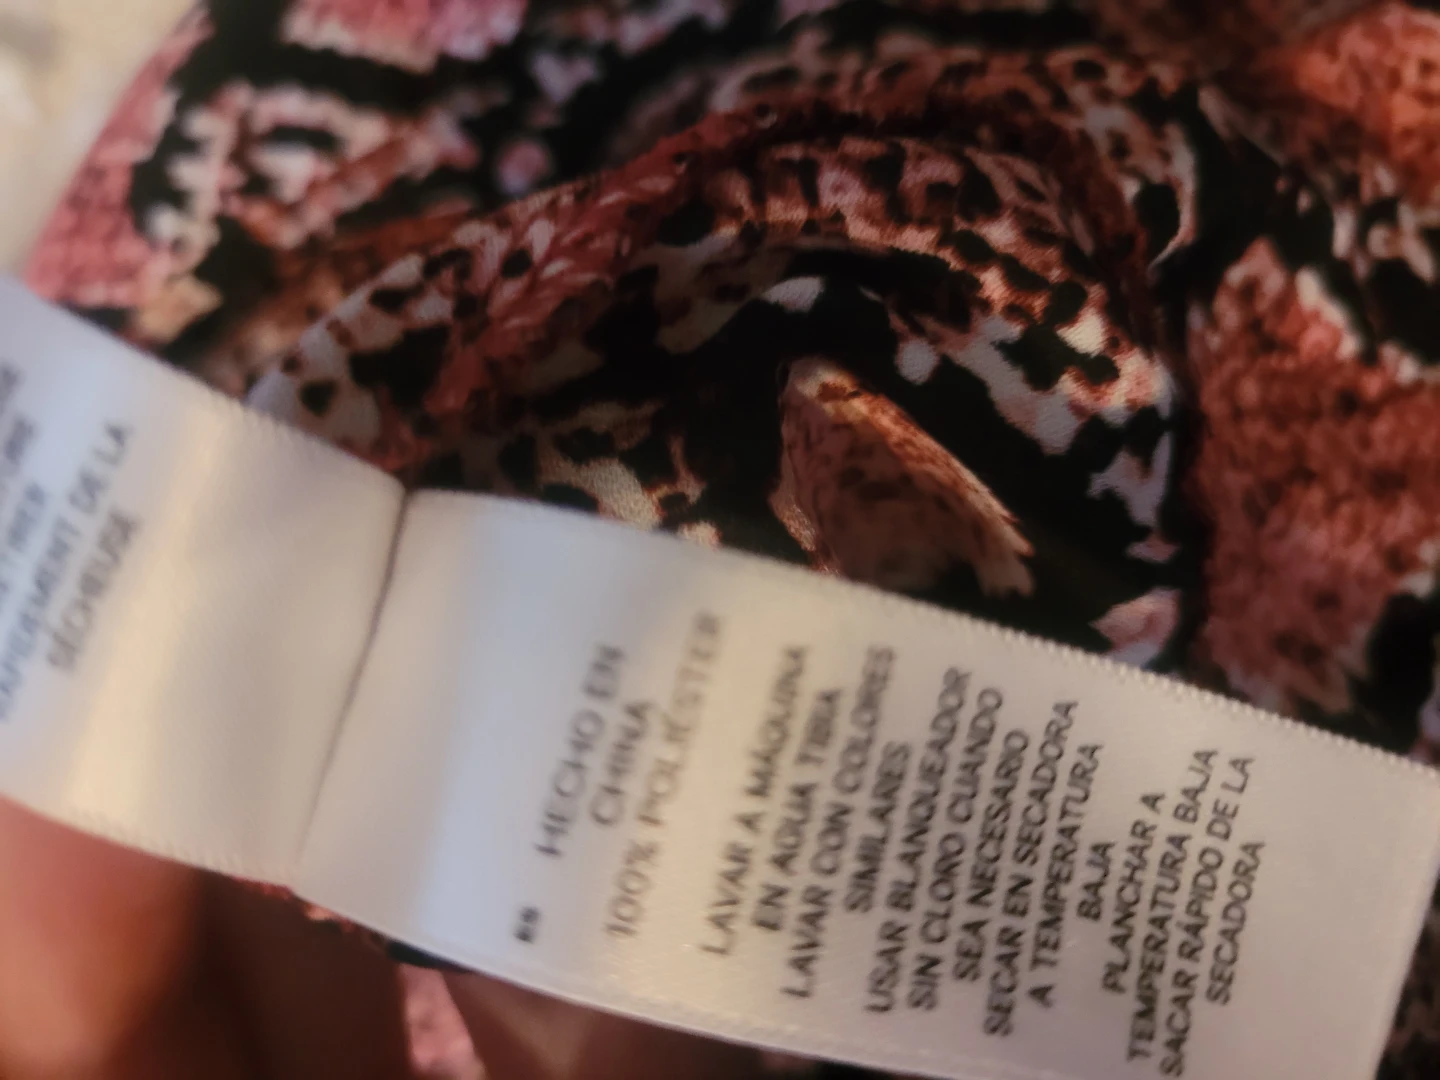 RAPIDEMENT DE LA
SÉCHEUSE
ES
HECHO EN
CHINA
100% POLIÉSTER
LAVAR A MÁQUINA
EN AGUA TIBIA
LAVAR CON COLORES
SIMILARES
USAR BLANQUEADOR
SIN CLORO CUANDO
SEA NECESARIO
SECAR EN SECADORA
A TEMPERATURA
BAJA
PLANCHAR A
TEMPERATURA BAJA
SACAR RÁPIDO DE LA
SECADORA